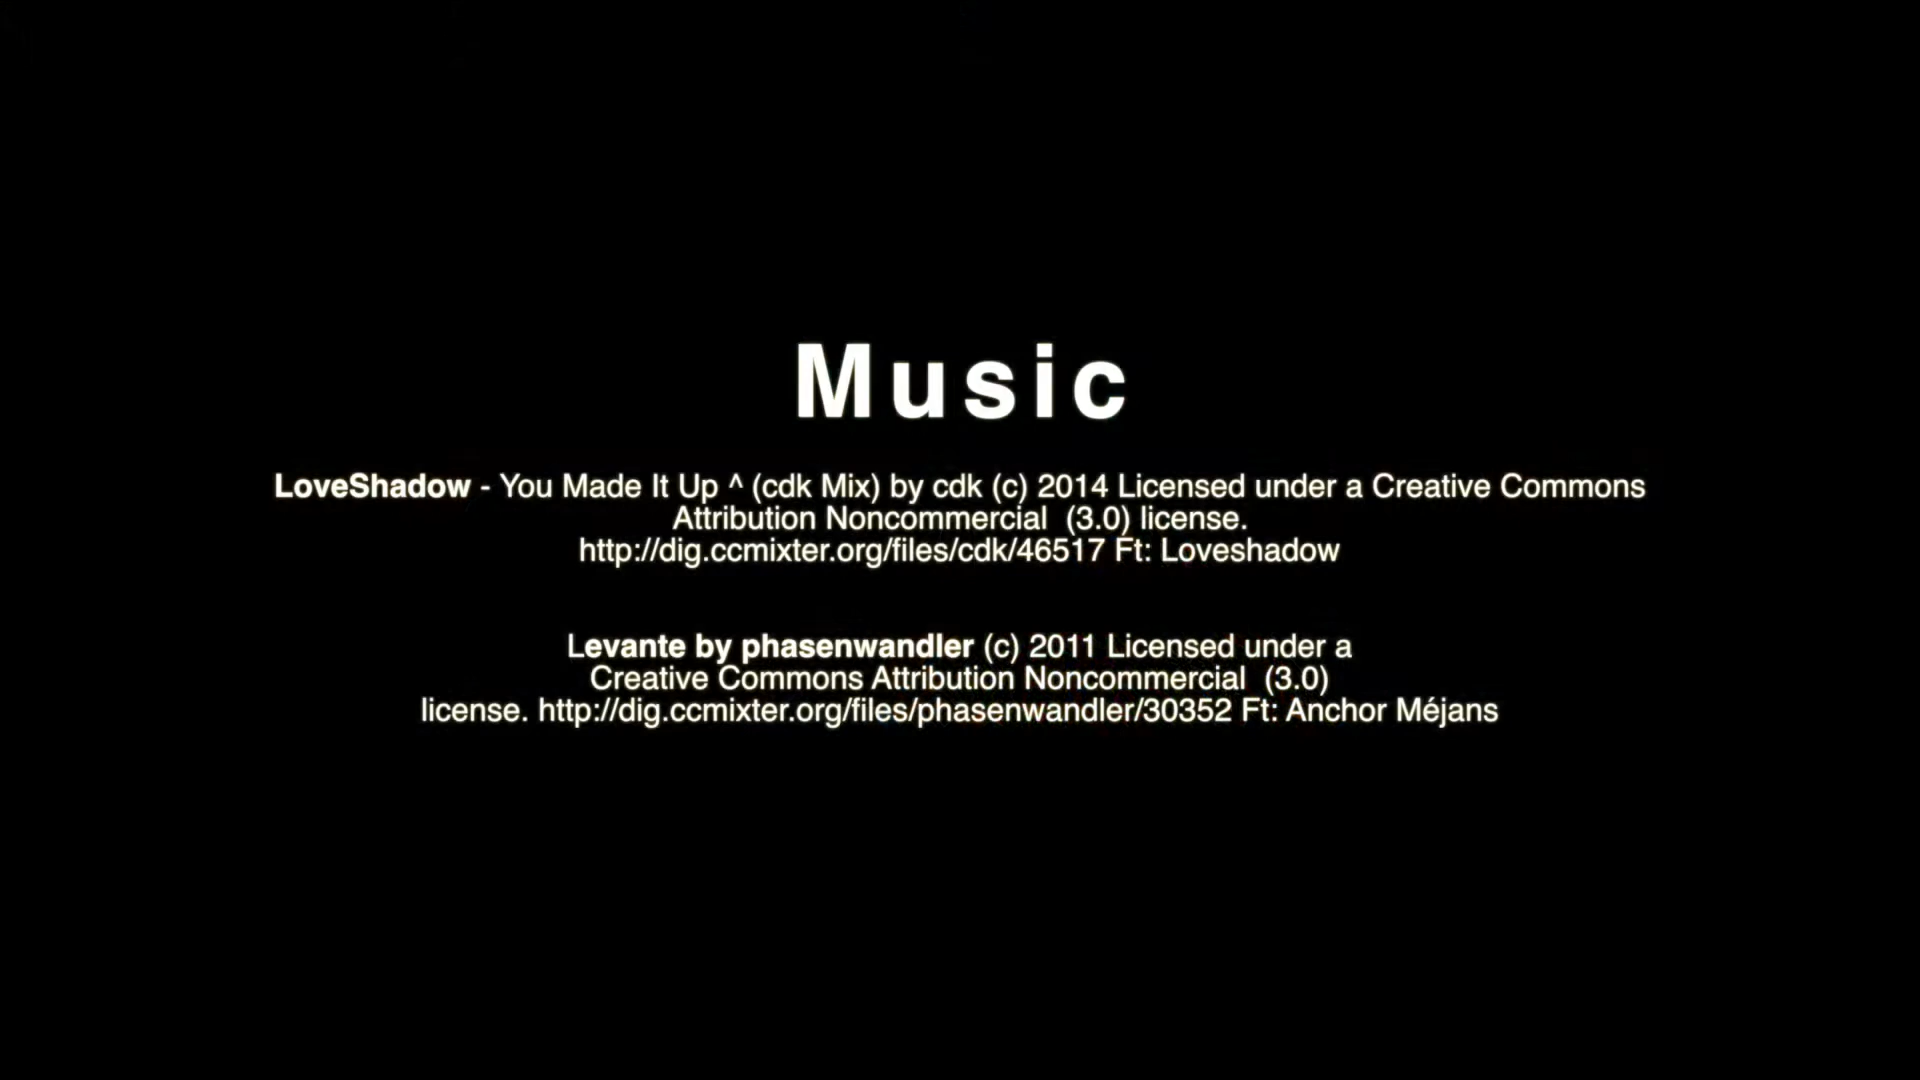 Music
LoveShadow - You Made It Up ^ (cdk Mix) by cdk (c) 2014 Licensed under a Creative Commons
Attribution Noncommercial  (3.0) license.
http://dig.ccmixter.org/files/cdk/46517 Ft: Loveshadow
Levante by phasenwandler (c) 2011 Licensed under a
Creative Commons Attribution Noncommercial  (3.0)
license. http://dig.ccmixter.org/files/phasenwandler/30352 Ft: Anchor Méjans